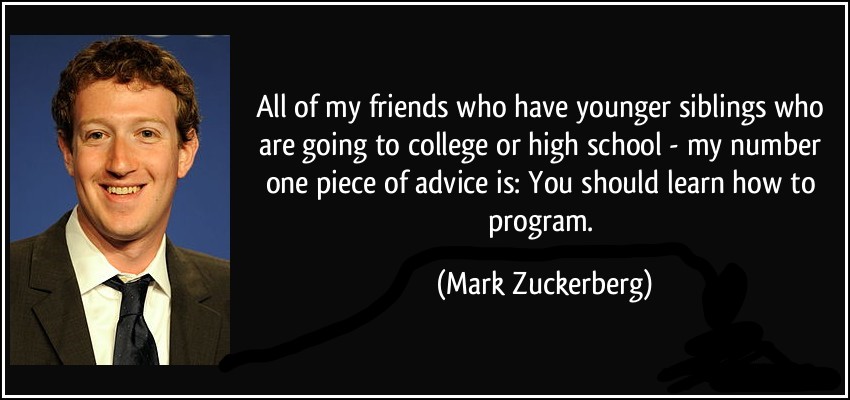 All of my friends who have younger siblings who
are going to college or high school - my number
one piece of advice is: You should learn how to
program.
(Mark Zuckerberg)